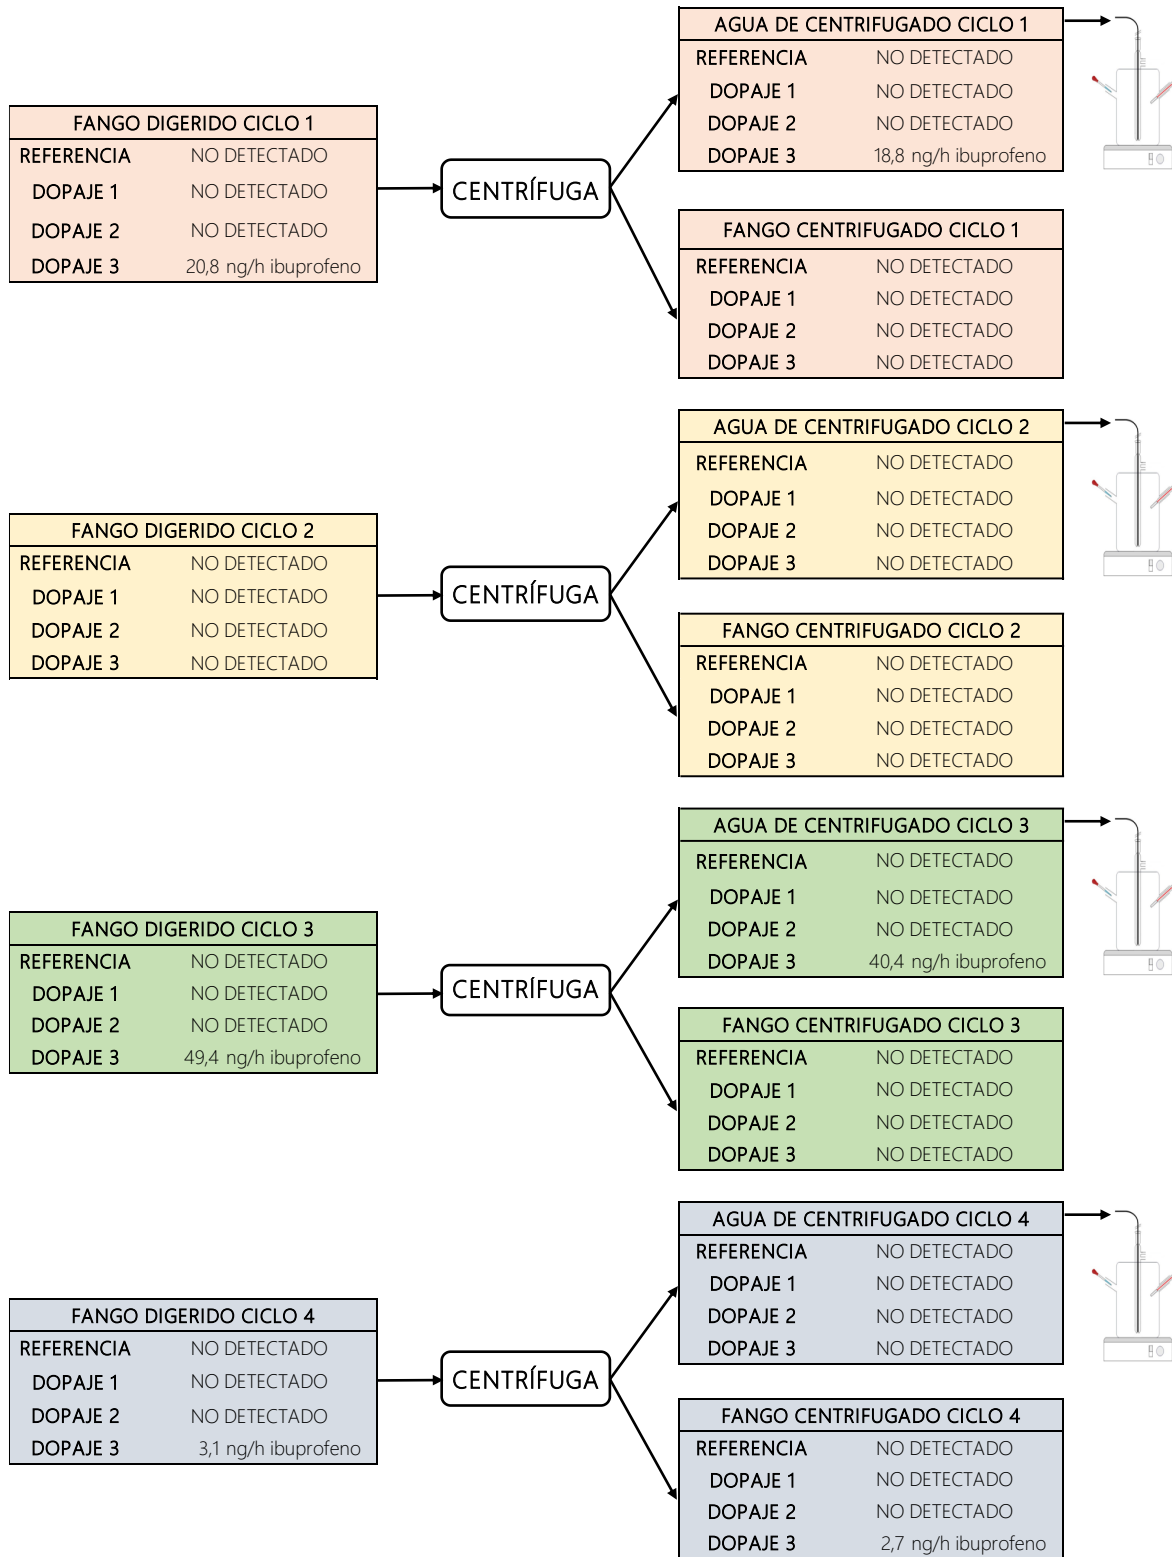 FANGO DIGERIDO CICLO 1
REFERENCIA NO DETECTADO
DOPAJE 1 NO DETECTADO
DOPAJE 2 NO DETECTADO
DOPAJE 3 20,8 ng/h ibuprofeno
CENTRÍFUGA
AGUA DE CENTRIFUGADO CICLO 1
REFERENCIA NO DETECTADO
DOPAJE 1 NO DETECTADO
DOPAJE 2 NO DETECTADO
DOPAJE 3 18,8 ng/h ibuprofeno
FANGO CENTRIFUGADO CICLO 1
REFERENCIA NO DETECTADO
DOPAJE 1 NO DETECTADO
DOPAJE 2 NO DETECTADO
DOPAJE 3 NO DETECTADO
FANGO DIGERIDO CICLO 2
REFERENCIA NO DETECTADO
DOPAJE 1 NO DETECTADO
DOPAJE 2 NO DETECTADO
DOPAJE 3 NO DETECTADO
CENTRÍFUGA
AGUA DE CENTRIFUGADO CICLO 2
REFERENCIA NO DETECTADO
DOPAJE 1 NO DETECTADO
DOPAJE 2 NO DETECTADO
DOPAJE 3 NO DETECTADO
FANGO CENTRIFUGADO CICLO 2
REFERENCIA NO DETECTADO
DOPAJE 1 NO DETECTADO
DOPAJE 2 NO DETECTADO
DOPAJE 3 NO DETECTADO
FANGO DIGERIDO CICLO 3
REFERENCIA NO DETECTADO
DOPAJE 1 NO DETECTADO
DOPAJE 2 NO DETECTADO
DOPAJE 3 49,4 ng/h ibuprofeno
CENTRÍFUGA
AGUA DE CENTRIFUGADO CICLO 3
REFERENCIA NO DETECTADO
DOPAJE 1 NO DETECTADO
DOPAJE 2 NO DETECTADO
DOPAJE 3 40,4 ng/h ibuprofeno
FANGO CENTRIFUGADO CICLO 3
REFERENCIA NO DETECTADO
DOPAJE 1 NO DETECTADO
DOPAJE 2 NO DETECTADO
DOPAJE 3 NO DETECTADO
FANGO DIGERIDO CICLO 4
REFERENCIA NO DETECTADO
DOPAJE 1 NO DETECTADO
DOPAJE 2 NO DETECTADO
DOPAJE 3 3,1 ng/h ibuprofeno
CENTRÍFUGA
AGUA DE CENTRIFUGADO CICLO 4
REFERENCIA NO DETECTADO
DOPAJE 1 NO DETECTADO
DOPAJE 2 NO DETECTADO
DOPAJE 3 NO DETECTADO
FANGO CENTRIFUGADO CICLO 4
REFERENCIA NO DETECTADO
DOPAJE 1 NO DETECTADO
DOPAJE 2 NO DETECTADO
DOPAJE 3 2,7 ng/h ibuprofeno